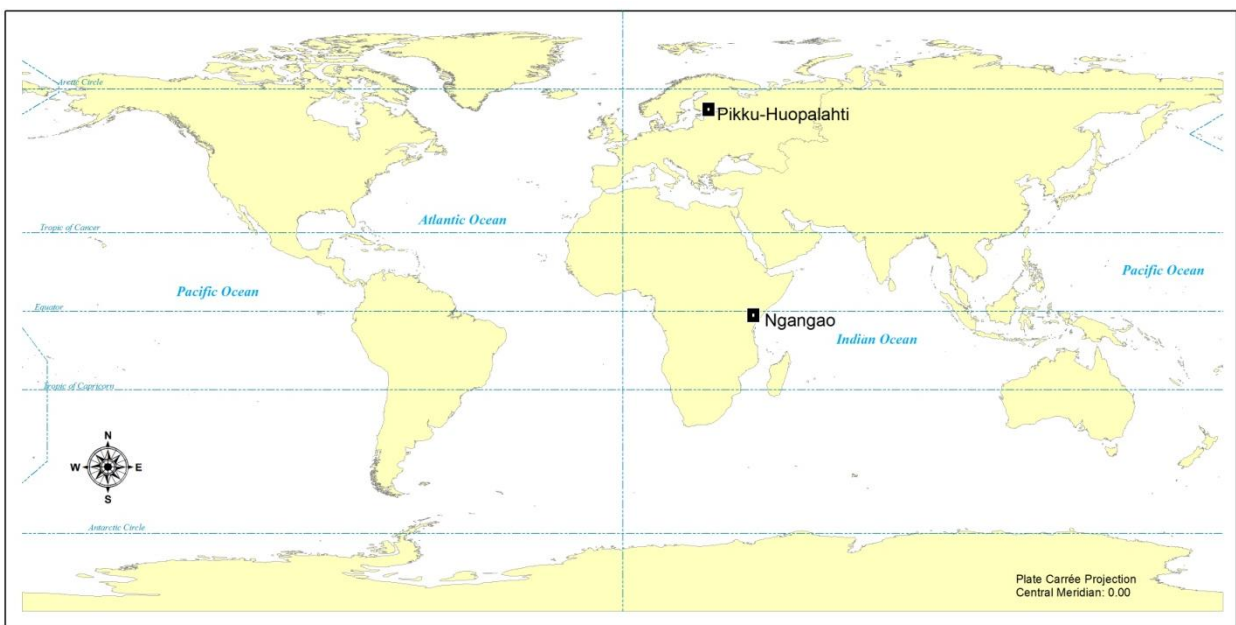 Arctic Circle
Pikku-Huopalahti
Atlantic Ocean
Tropic of Cancer
Pacific Ocean
Pacific Ocean
Equator
Ngangao
Indian Ocean
Tropic of Capricorn
N
W
E
S
Antarctic Circle
Plate Carrée Projection
Central Meridian: 0.00